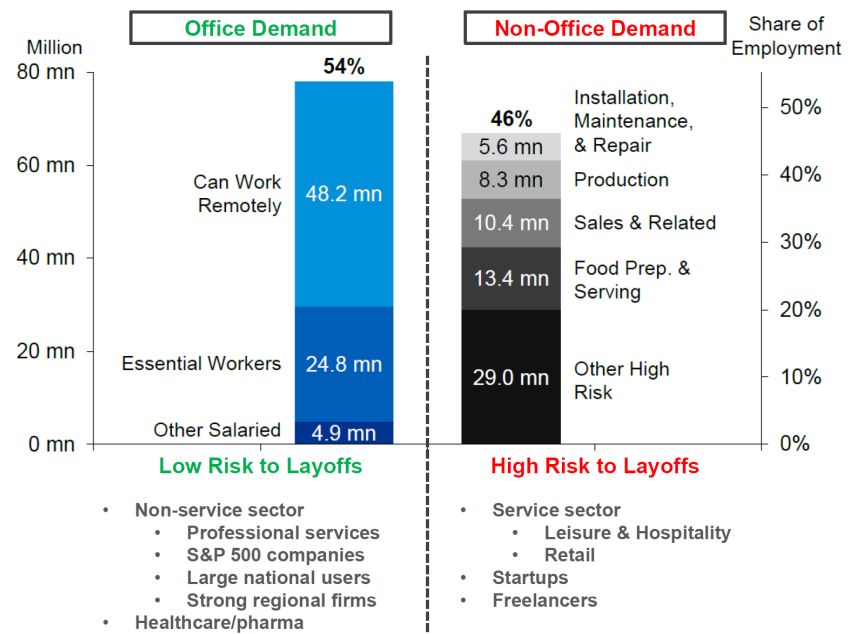 Office Demand
Non-Office Demand
Share of
Employment
Million
80 mn
60 mn
40 mn
20 mn
0 mn
54%
Can Work
Remotely
48.2 mn
Essential Workers
24.8 mn
Other Salaried
4.9 mn
46%
5.6 mn
Installation,
Maintenance,
& Repair
8.3 mn
Production
10.4 mn
Sales & Related
13.4 mn
Food Prep. &
Serving
29.0 mn
Other High
Risk
50%
40%
30%
20%
10%
0%
Low Risk to Layoffs
• Non-service sector
• Professional services
• S&P 500 companies
• Large national users
• Strong regional firms
• Healthcare/pharma
High Risk to Layoffs
• Service sector
• Leisure & Hospitality
• Retail
• Startups
• Freelancers